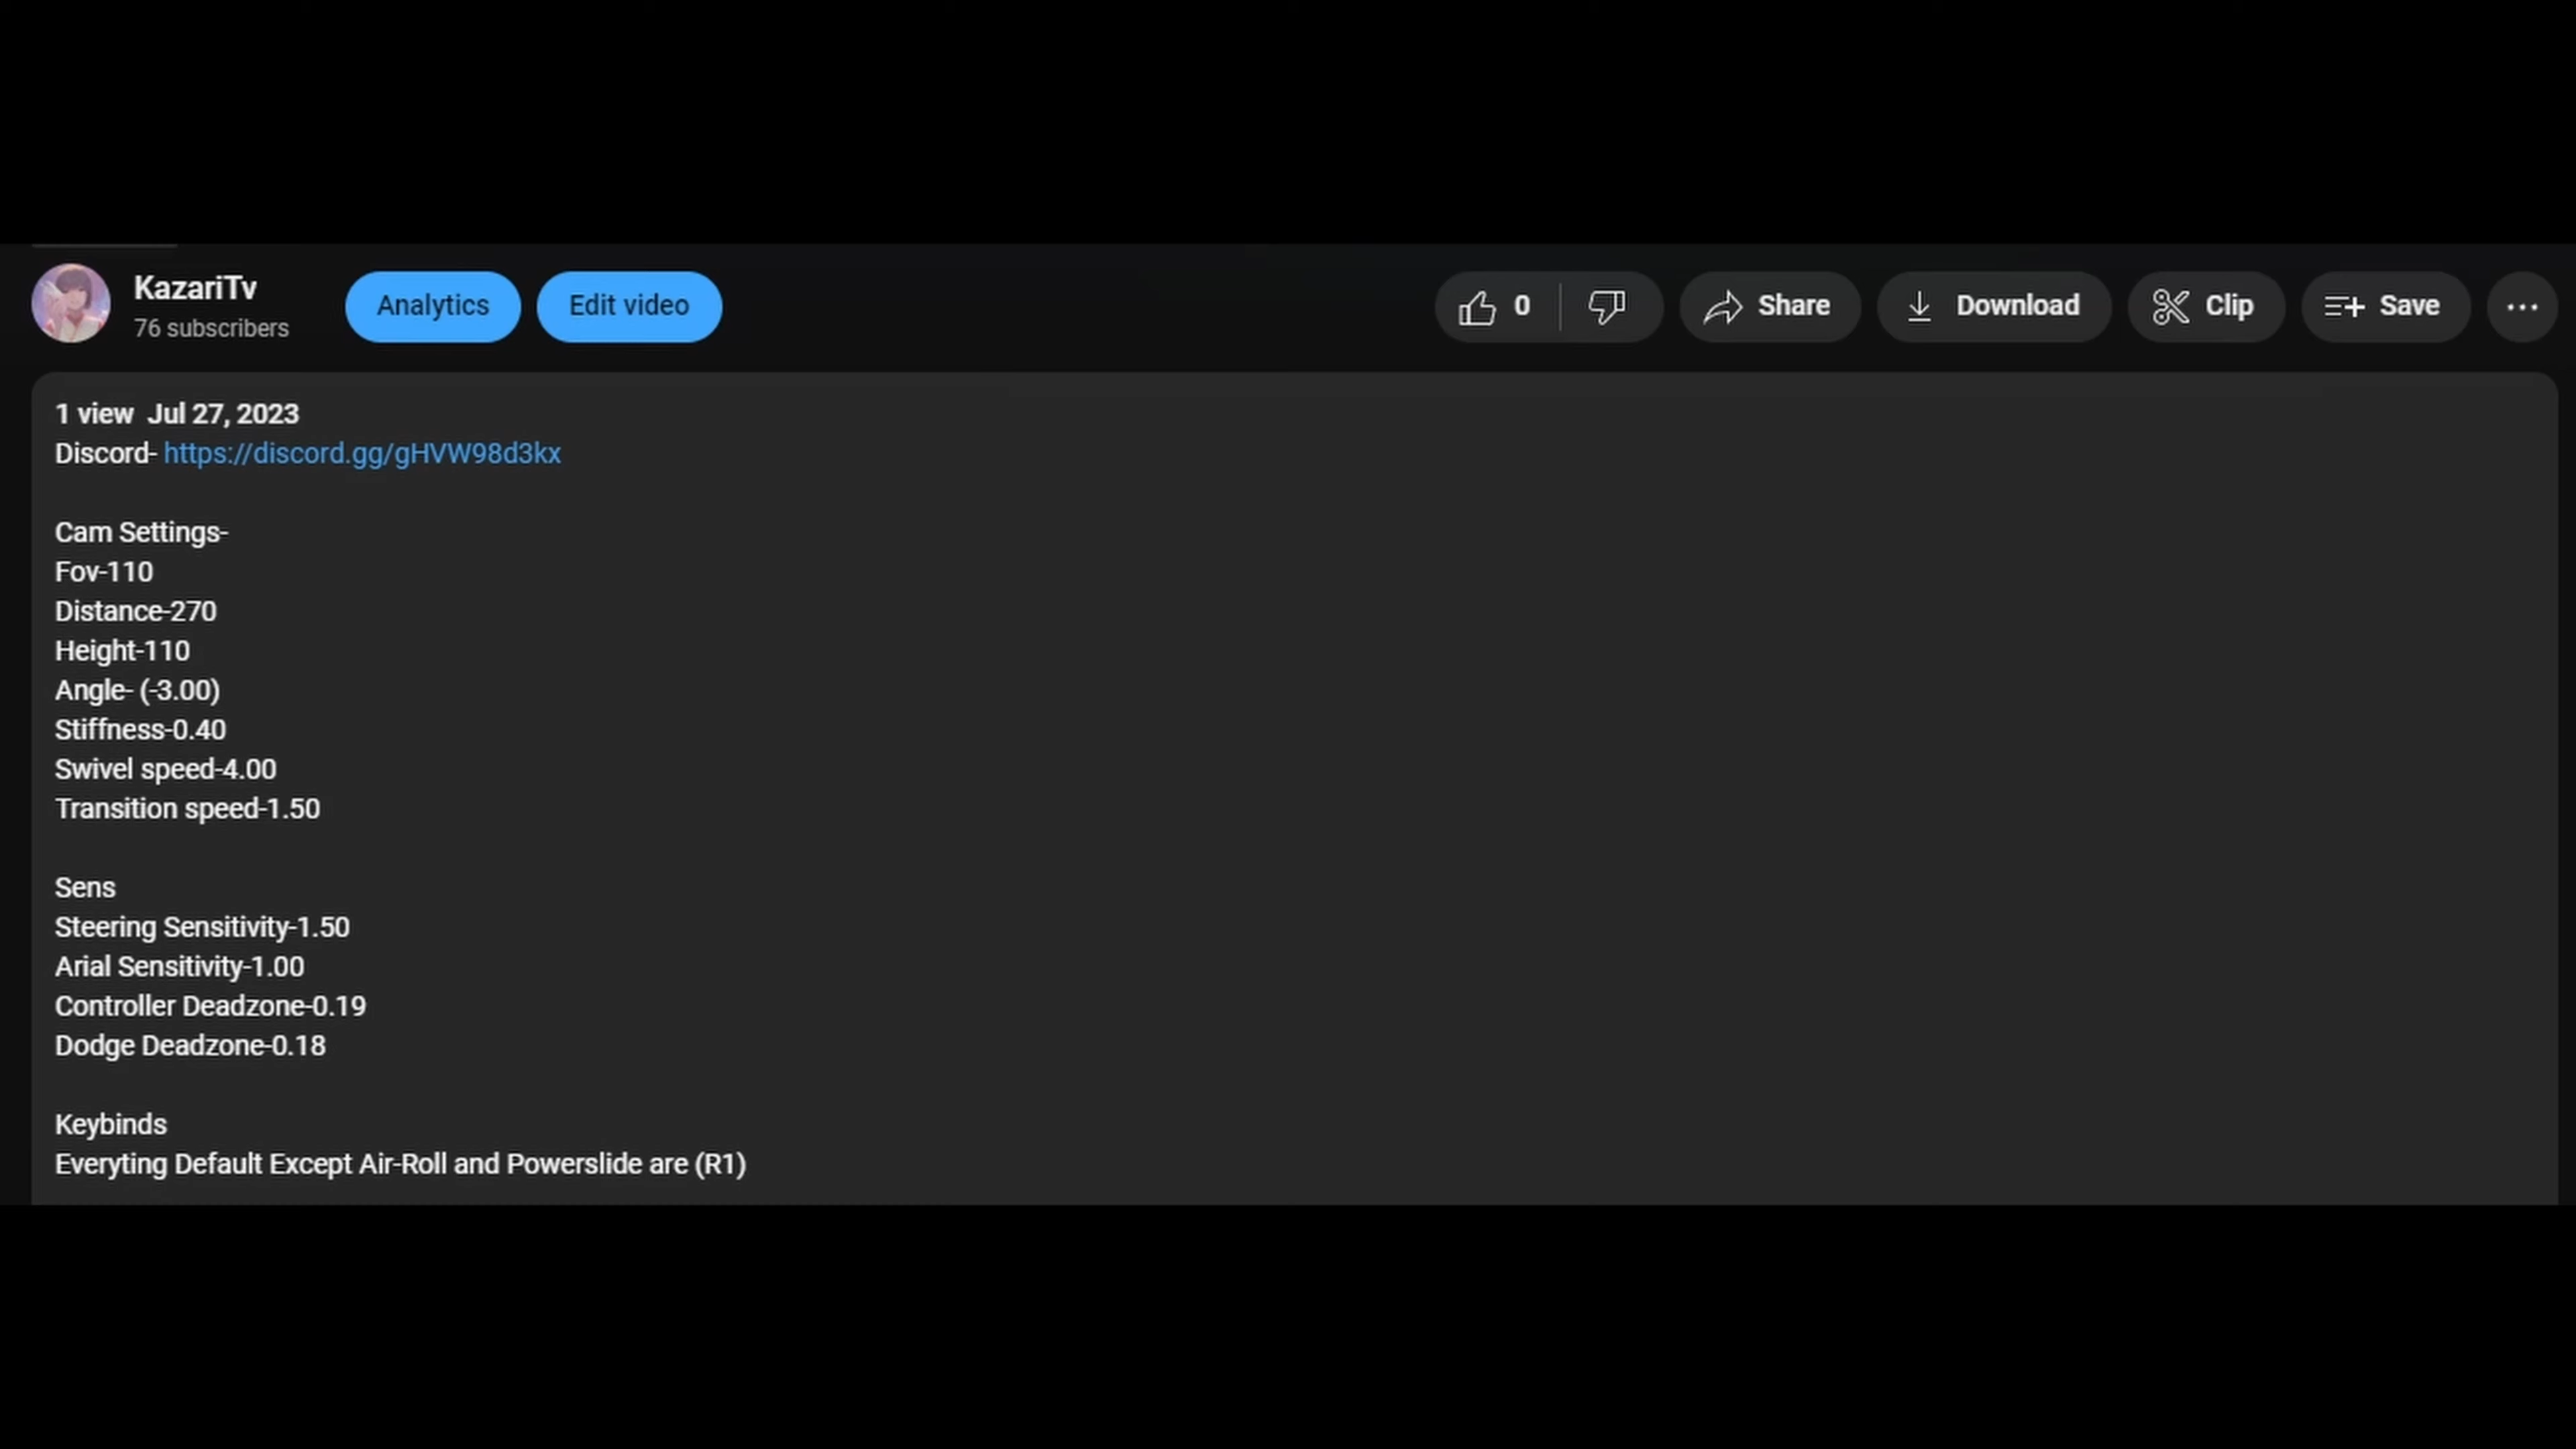 KazariTv
76 subscribers
Analytics
Edit video
0
Share
Download
Clip
Save
1 view Jul 27, 2023
Discord- https://discord.gg/gHVW98d3kx
Cam Settings-
Fov-110
Distance-270
Height-110
Angle- (-3.00)
Stiffness-0.40
Swivel speed-4.00
Transition speed-1.50
Sens
Steering Sensitivity-1.50
Arial Sensitivity-1.00
Controller Deadzone-0.19
Dodge Deadzone-0.18
Keybinds
Everyting Default Except Air-Roll and Powerslide are (R1)